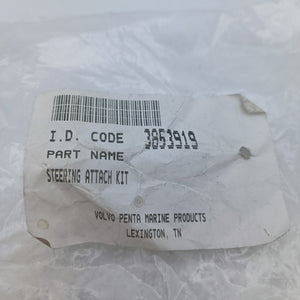 I.D. CODE 3853919
PART NAME
STEERING ATTACH KIT
VOLVO PENTA MARINE PRODUCTS
LEXINGTON, TN